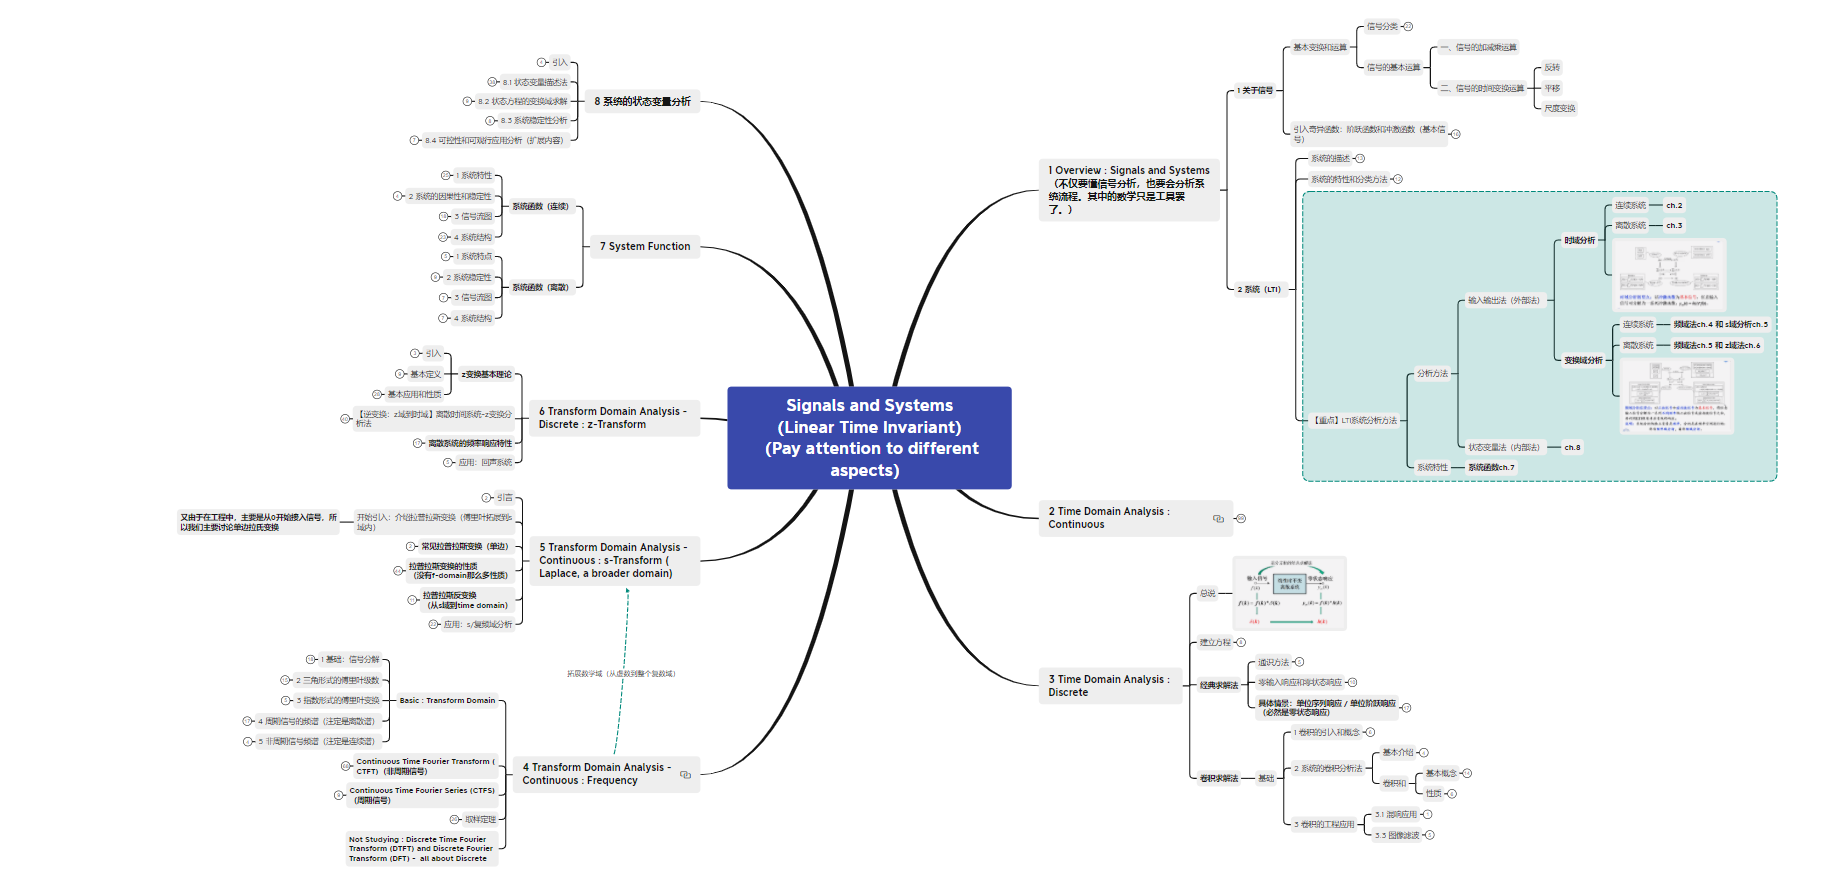 Signals and Systems
(Linear Time Invariant)
(Pay attention to different
aspects)
1 Overview : Signals and Systems
（不仅要懂信号分析，也要会分析系
统流程。其中的数学只是工具罢
了。）
1 关于信号
基本变换和运算
信号分类
信号的基本运算
一、信号的加减乘运算
二、信号的时间变换运算
反转
平移
尺度变换
引入奇异函数：阶跃函数和冲激函数（基本信
号）
2 系统（LTI）
系统的描述
系统的特性和分类方法
【重点】LTI系统分析方法
分析方法
输入输出法（外部法）
时域分析
连续系统
ch.2
离散系统
ch.3
变换域分析
连续系统
频域法ch.4 和 s域分析ch.5
离散系统
频域法ch.5 和 z域法ch.6
状态变量法（内部法）
ch.8
系统特性
系统函数ch.7
2 Time Domain Analysis :
Continuous
3 Time Domain Analysis :
Discrete
总说
建立方程
经典求解法
通识方法
零输入响应和零状态响应
具体情景：单位序列响应 / 单位阶跃响应
（必然是零状态响应）
卷积求解法
基础
1 卷积的引入和概念
2 系统的卷积分析法
基本介绍
卷积和
基本概念
性质
3 卷积的工程应用
3.1 混响应用
3.3 图像滤波
8 系统的状态变量分析
引入
8.1 状态变量描述法
8.2 状态方程的变换域求解
8.3 系统稳定性分析
8.4 可控性和可观行应用分析（扩展内容）
7 System Function
系统函数（连续）
1 系统特性
2 系统的因果性和稳定性
3 信号流图
4 系统结构
系统函数（离散）
1 系统特点
2 系统稳定性
3 信号流图
4 系统结构
6 Transform Domain Analysis -
Discrete : z-Transform
z变换基本理论
引入
基本定义
基本应用和性质
【逆变换：z域到时域】离散时间系统-z变换分
析法
离散系统的频率响应特性
应用：回声系统
5 Transform Domain Analysis -
Continuous : s-Transform (
Laplace, a broader domain)
引言
开始引入：介绍拉普拉斯变换（傅里叶拓展到s
域内）
又由于在工程中，主要是从0开始接入信号，所
以我们主要讨论单边拉氏变换
常见拉普拉斯变换（单边）
拉普拉斯变换的性质
（没有f-domain那么多性质）
拉普拉斯反变换
（从s域到time domain）
应用：s/复频域分析
拓展数学域（从虚数到整个复数域）
4 Transform Domain Analysis -
Continuous : Frequency
Basic : Transform Domain
1 基础：信号分解
2 三角形式的傅里叶级数
3 指数形式的傅里叶变换
4 周期信号的频谱（注定是离散谱）
5 非周期信号频谱（注定是连续谱）
Continuous Time Fourier Transform (
CTFT)（非周期信号）
Continuous Time Fourier Series (CTFS)
（周期信号）
取样定理
Not Studying : Discrete Time Fourier
Transform (DTFT) and Discrete Fourier
Transform (DFT) - all about Discrete